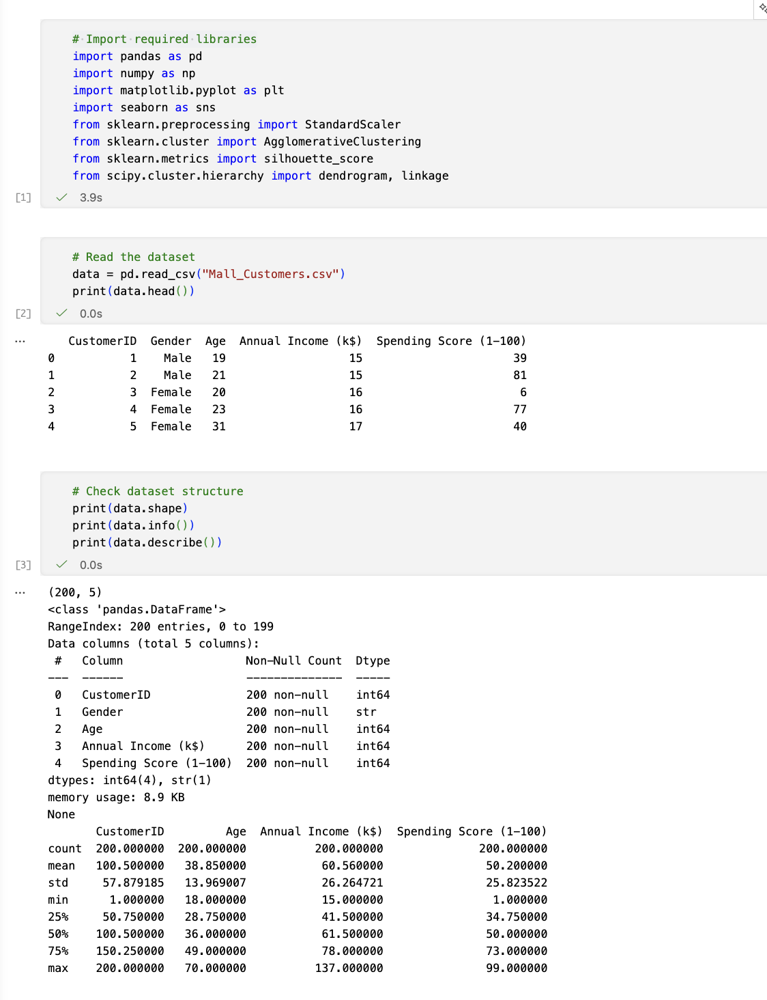 # Import required libraries
import pandas as pd
import numpy as np
import matplotlib.pyplot as plt
import seaborn as sns
from sklearn.preprocessing import StandardScaler
from sklearn.cluster import AgglomerativeClustering
from sklearn.metrics import silhouette_score
from scipy.cluster.hierarchy import dendrogram, linkage
[1] ✓ 3.9s
# Read the dataset
data = pd.read_csv("Mall_Customers.csv")
print(data.head())
[2] ✓ 0.0s
... CustomerID Gender Age Annual Income (k$) Spending Score (1-100)
0 1 Male 19 15 39
1 2 Male 21 15 81
2 3 Female 20 16 6
3 4 Female 23 16 77
4 5 Female 31 17 40
# Check dataset structure
print(data.shape)
print(data.info())
print(data.describe())
[3] ✓ 0.0s
... (200, 5)
<class 'pandas.DataFrame'>
RangeIndex: 200 entries, 0 to 199
Data columns (total 5 columns):
# Column Non-Null Count Dtype
--- ------ -------------- -----
0 CustomerID 200 non-null int64
1 Gender 200 non-null str
2 Age 200 non-null int64
3 Annual Income (k$) 200 non-null int64
4 Spending Score (1-100) 200 non-null int64
dtypes: int64(4), str(1)
memory usage: 8.9 KB
None
CustomerID Age Annual Income (k$) Spending Score (1-100)
count 200.000000 200.000000 200.000000 200.000000
mean 100.500000 38.850000 60.560000 50.200000
std 57.879185 13.969007 26.264721 25.823522
min 1.000000 18.000000 15.000000 1.000000
25% 50.750000 28.750000 41.500000 34.750000
50% 100.500000 36.000000 61.500000 50.000000
75% 150.250000 49.000000 78.000000 73.000000
max 200.000000 70.000000 137.000000 99.000000